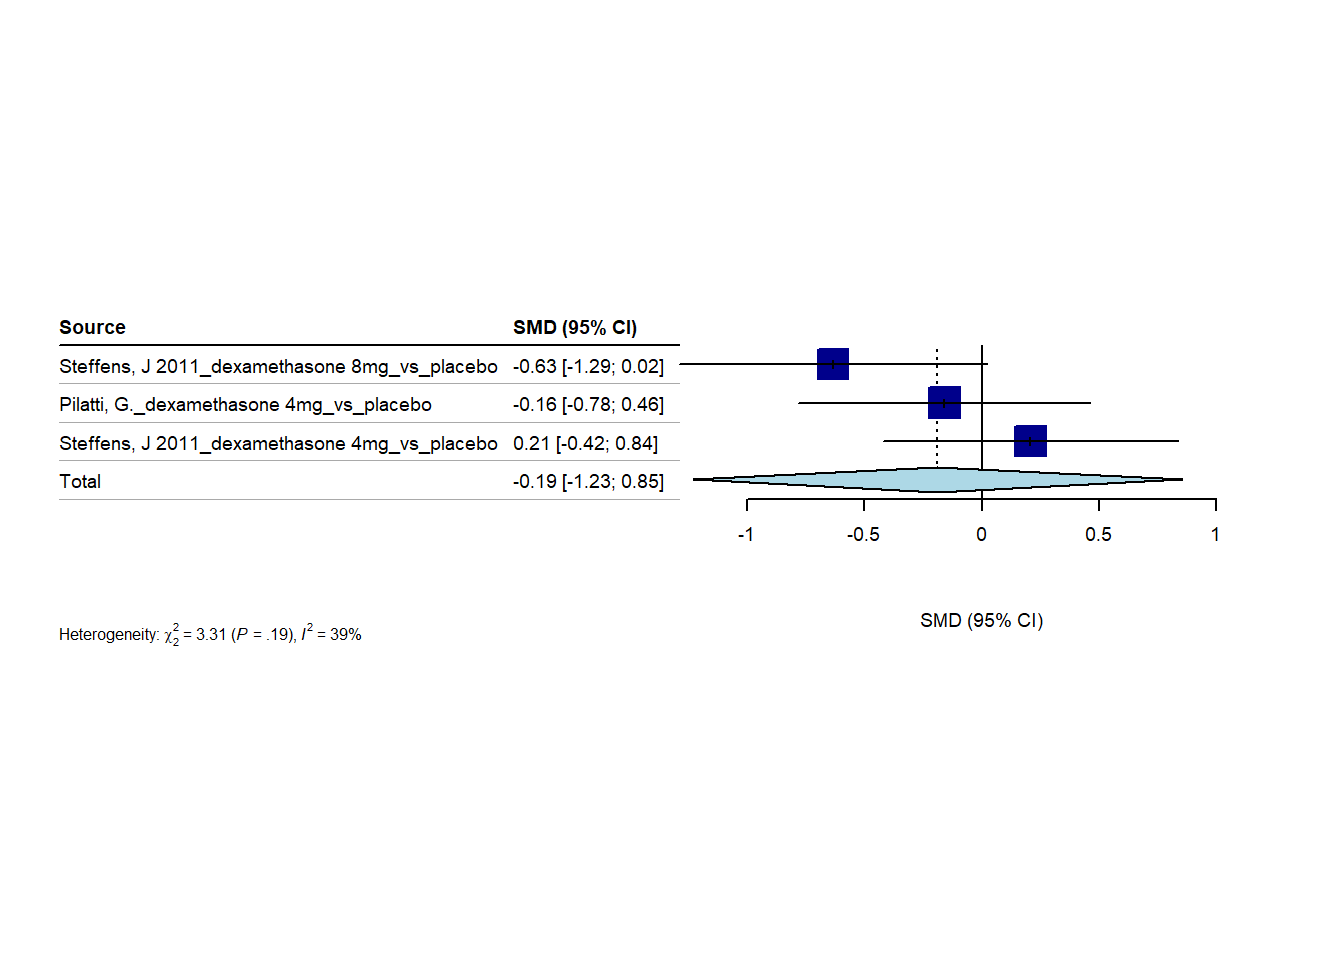 Source SMD (95% CI)
Steffens, J 2011_dexamethasone 8mg_vs_placebo -0.63 [-1.29; 0.02]
Pilatti, G._dexamethasone 4mg_vs_placebo -0.16 [-0.78; 0.46]
Steffens, J 2011_dexamethasone 4mg_vs_placebo 0.21 [-0.42; 0.84]
Total -0.19 [-1.23; 0.85]
-1 -0.5 0 0.5 1
SMD (95% CI)
Heterogeneity: χ²₂ = 3.31 (P = .19), I² = 39%